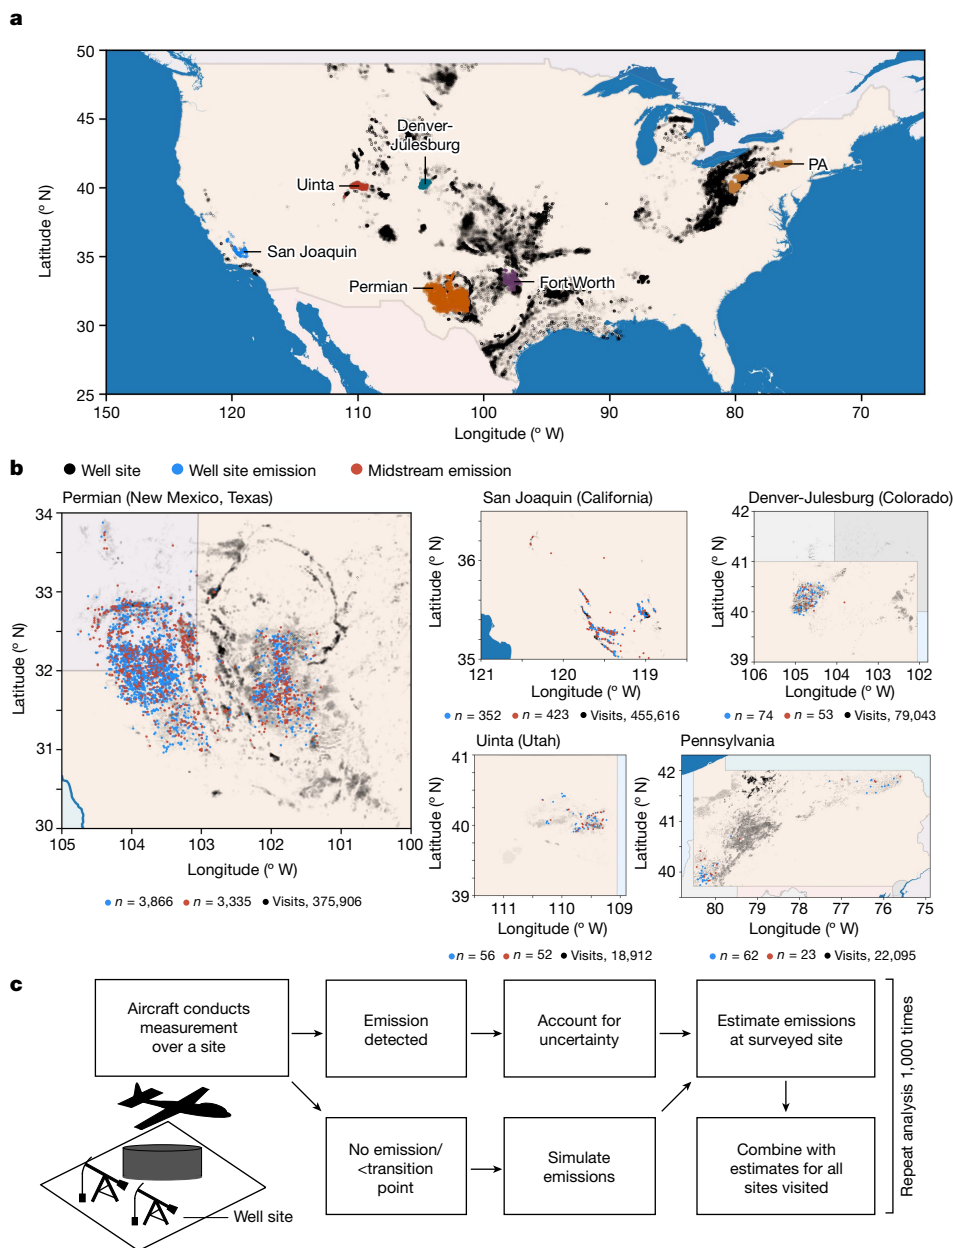 a
50
45
40
35
30
25
Latitude (° N)
Denver-
Julesburg
Uinta
PA
San Joaquin
Permian
Fort-Worth
150
120
110
100
90
80
70
Longitude (° W)
b
Well site
Well site emission
Midstream emission
Permian (New Mexico, Texas)
34
33
32
31
30
Latitude (° N)
105
104
103
102
101
100
Longitude (° W)
n = 3,866
n = 3,335
Visits, 375,906
San Joaquin (California)
36
35
Latitude (° N)
121
120
119
Longitude (° W)
n = 352
n = 423
Visits, 455,616
Denver-Julesburg (Colorado)
42
41
40
39
Latitude (° N)
106
105
104
103
102
Longitude (° W)
n = 74
n = 53
Visits, 79,043
Uinta (Utah)
41
40
39
Latitude (° N)
111
110
109
Longitude (° W)
n = 56
n = 52
Visits, 18,912
Pennsylvania
42
41
40
Latitude (° N)
80
79
78
77
76
75
Longitude (° W)
n = 62
n = 23
Visits, 22,095
c
Aircraft conducts
measurement
over a site
Emission
detected
Account for
uncertainty
Estimate emissions
at surveyed site
No emission/
<transition
point
Simulate
emissions
Combine with
estimates for all
sites visited
Repeat analysis 1,000 times
Well site